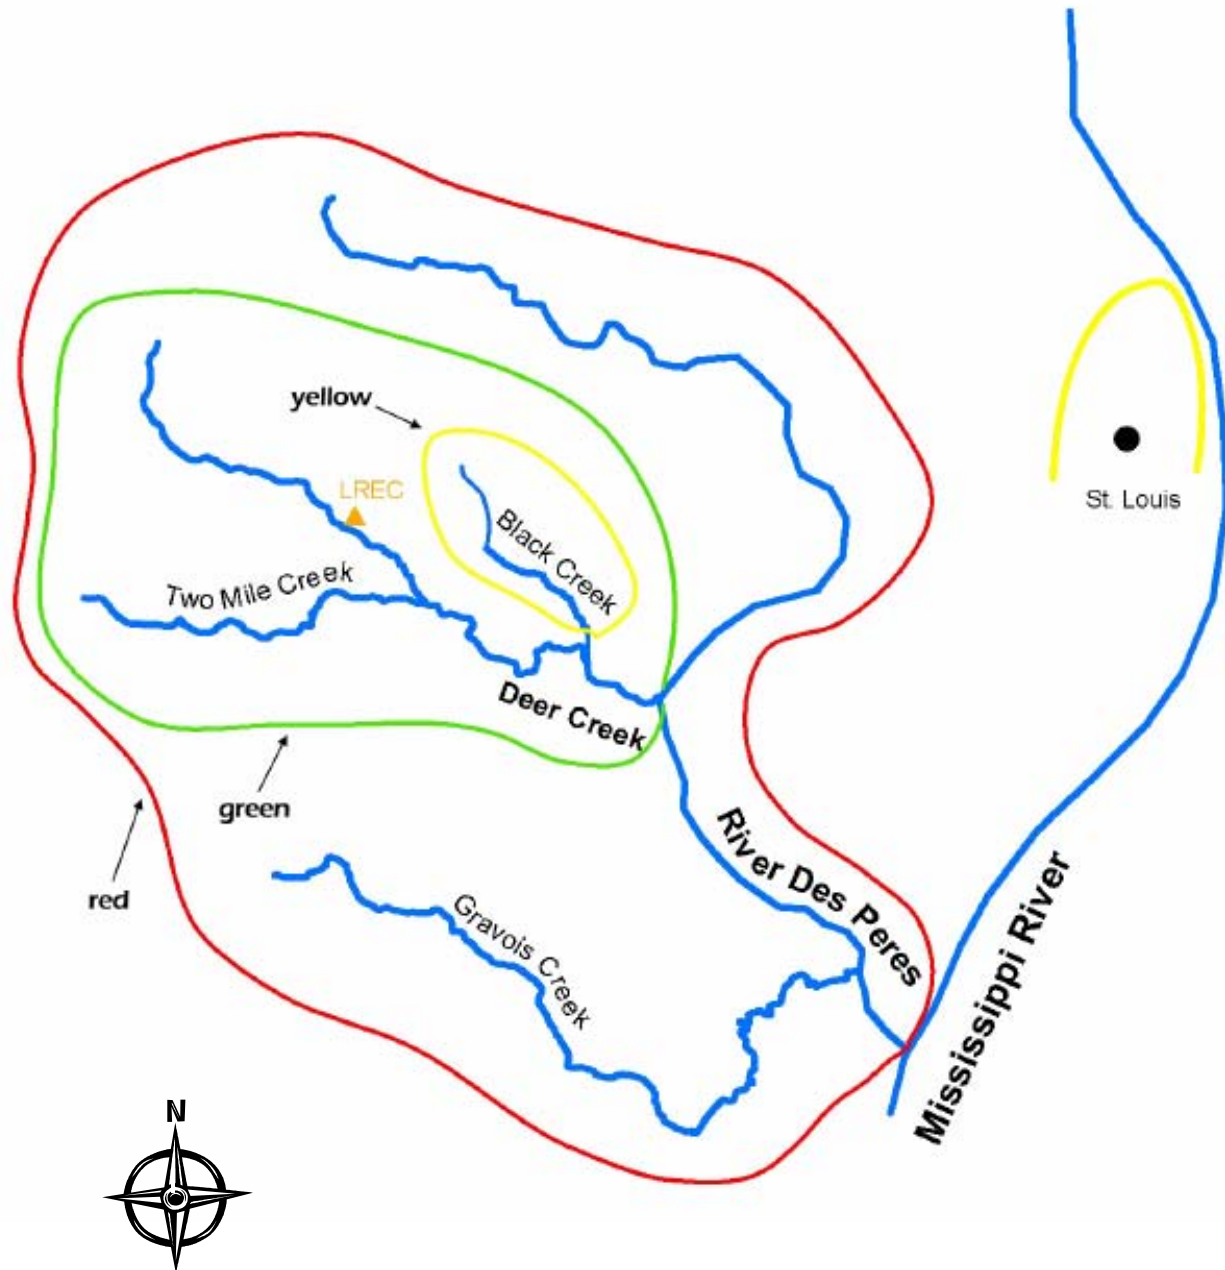 yellow
LREC
Black Creek
St. Louis
Two Mile Creek
Deer Creek
green
River Des Peres
red
Gravois Creek
Mississippi River
N